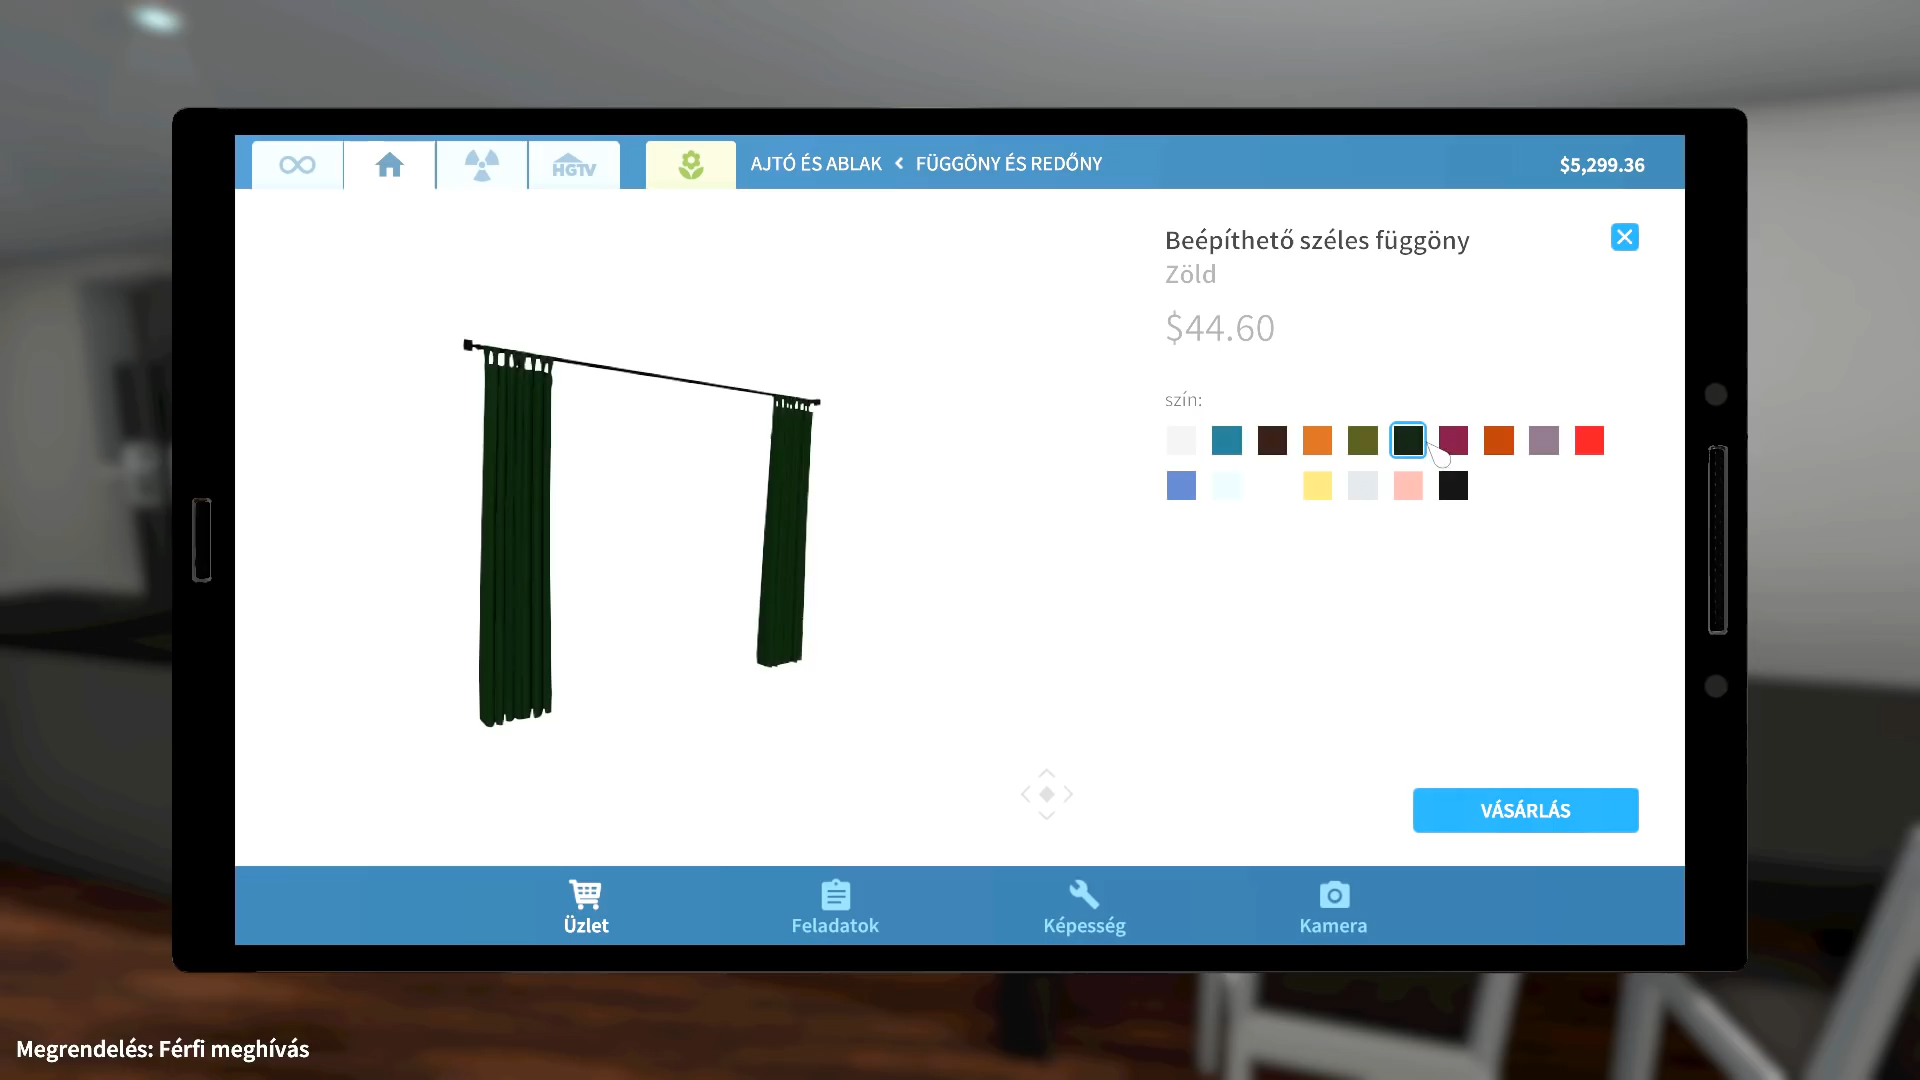 HGTV
AJTÓ ÉS ABLAK < FÜGGÖNY ÉS REDŐNY
$5,299.36
Beépíthető széles függöny
Zöld
$44.60
szín:
VÁSÁRLÁS
Üzlet
Feladatok
Képesség
Kamera
Megrendelés: Férfi meghívás